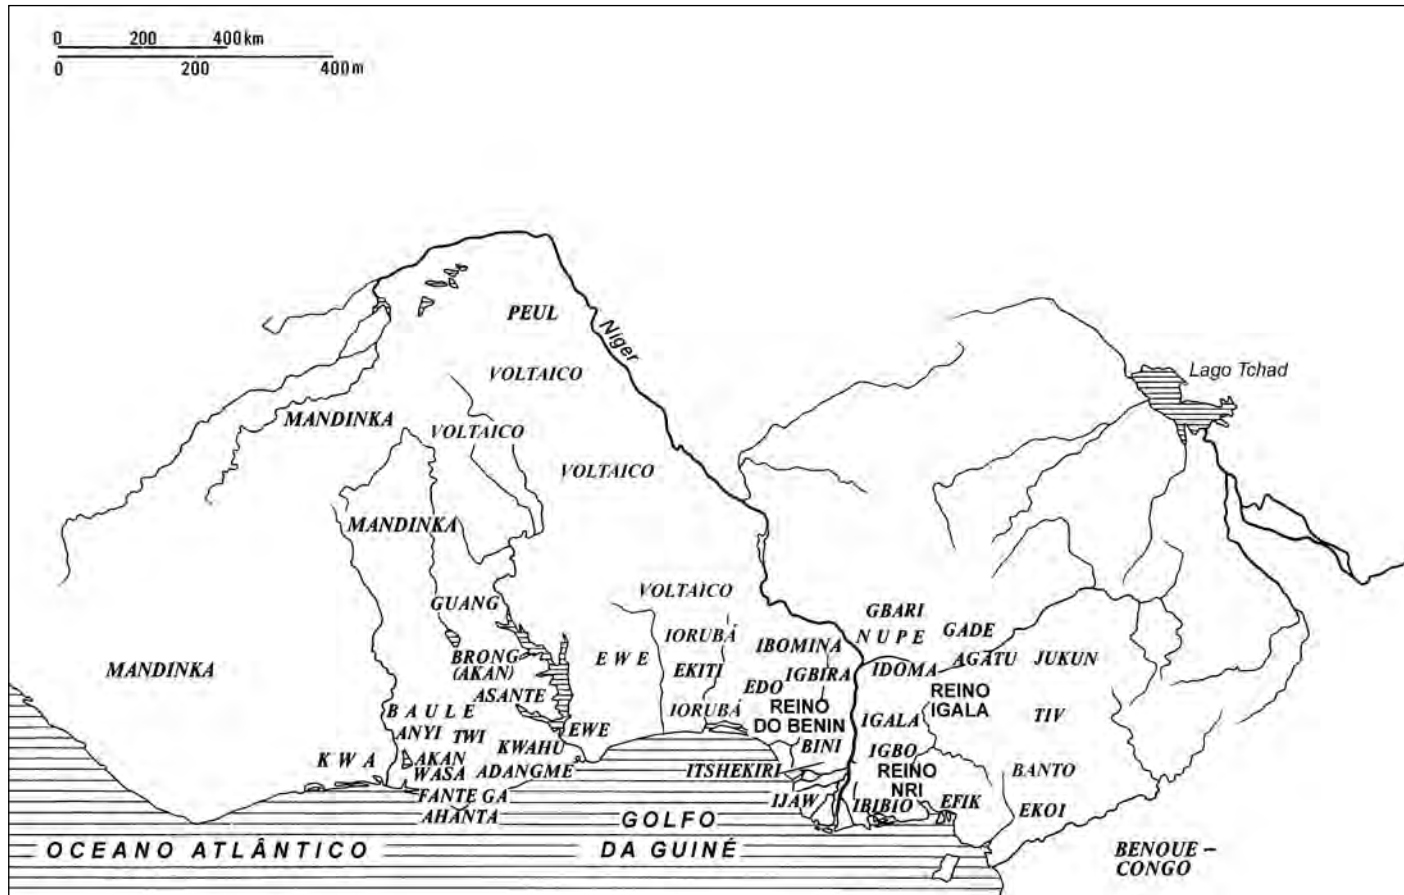 0 200 400 km
0 200 400 m
PEUL
Niger
VOLTAICO
Lago Tchad
MANDINKA
VOLTAICO
VOLTAICO
MANDINKA
VOLTAICO
GUANG
GBARI
IORUBÁ
NUPE
GADE
IBOMINA
BRONG
(AKAN)
EWE
AGATU
JUKUN
MANDINKA
EKITI
IGBIRA
IDOMA
ASANTE
EDO
REINO
IGALA
BAULE
IORUBÁ
REINO
DO BENIN
IGALA
TIV
ANYI
TWI
EWE
KWAHU
BINI
IGBO
KWA
AKAN
WASA
ADANGME
ITSHEKIRI
REINO
NRI
BANTO
FANTE GA
IJAW
IBIBIO
EFIK
EKOI
AHANTA
GOLFO
DA GUINÉ
OCEANO ATLÂNTICO
BENOUE –
CONGO